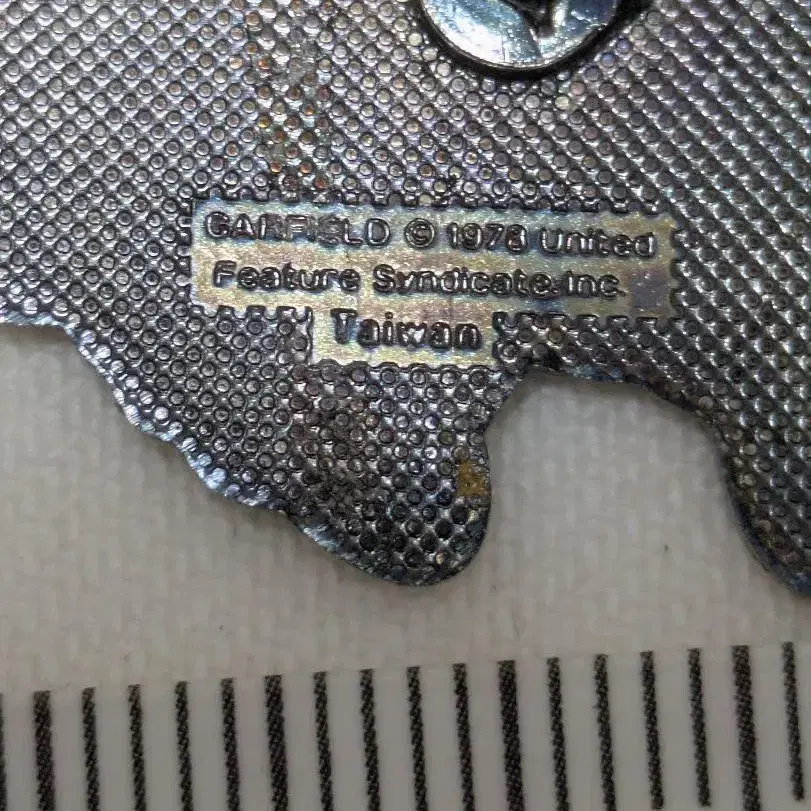 GARFIELD © 1978 United
Feature Syndicate.Inc.
Taiwan